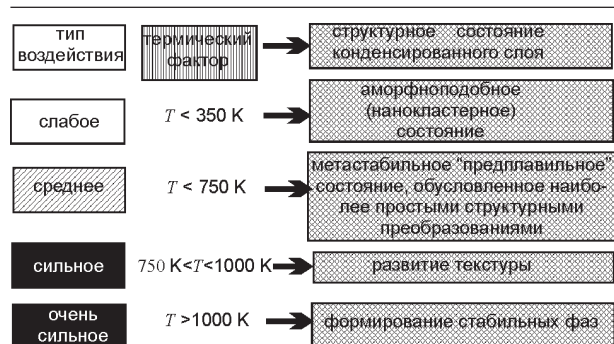 тип воздействия
термический фактор
структурное состояние конденсированного слоя
слабое
T < 350 K
аморфноподобное (нанокластерное) состояние
среднее
T < 750 K
метастабильное "предплавильное" состояние, обусловленное наибо-
лее простыми структурными преобразованиями
сильное
750 K<T<1000 K
развитие текстуры
очень сильное
T >1000 K
формирование стабильных фаз